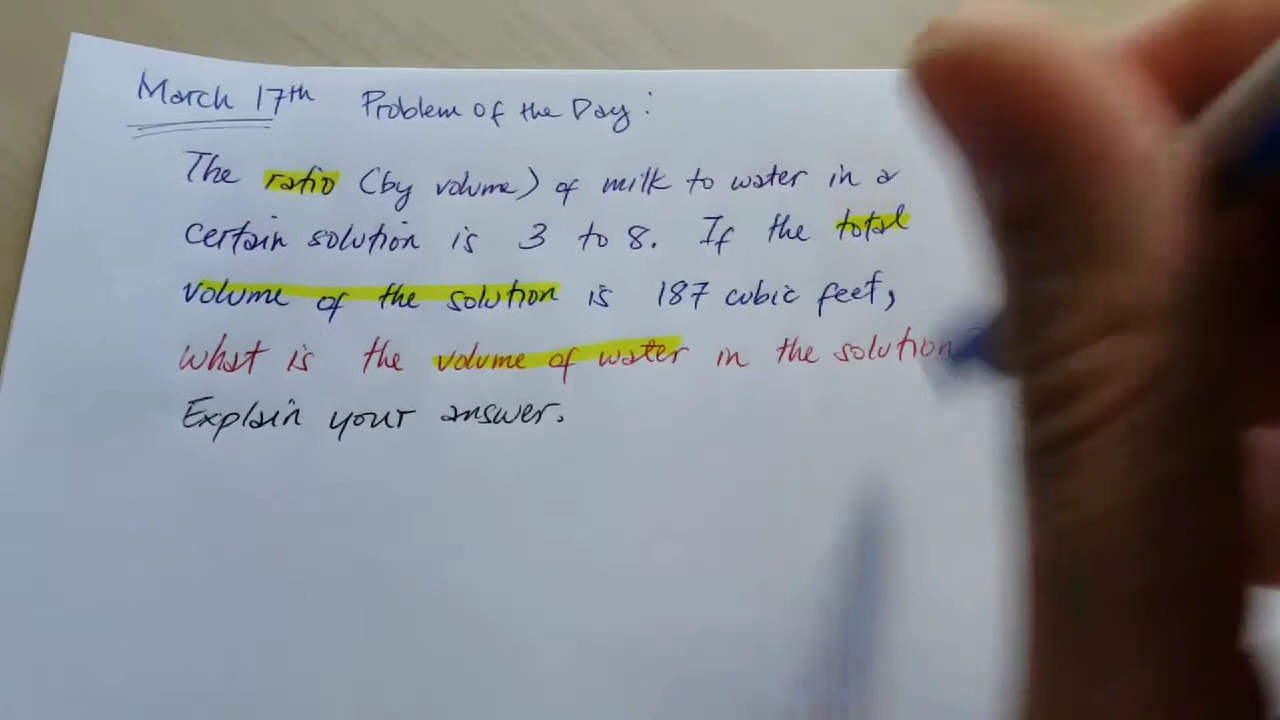 March 17th Problem of the Day:
The ratio (by volume) of milk to water in a
certain solution is 3 to 8. If the total
volume of the solution is 187 cubic feet,
what is the volume of water in the solution
Explain your answer.